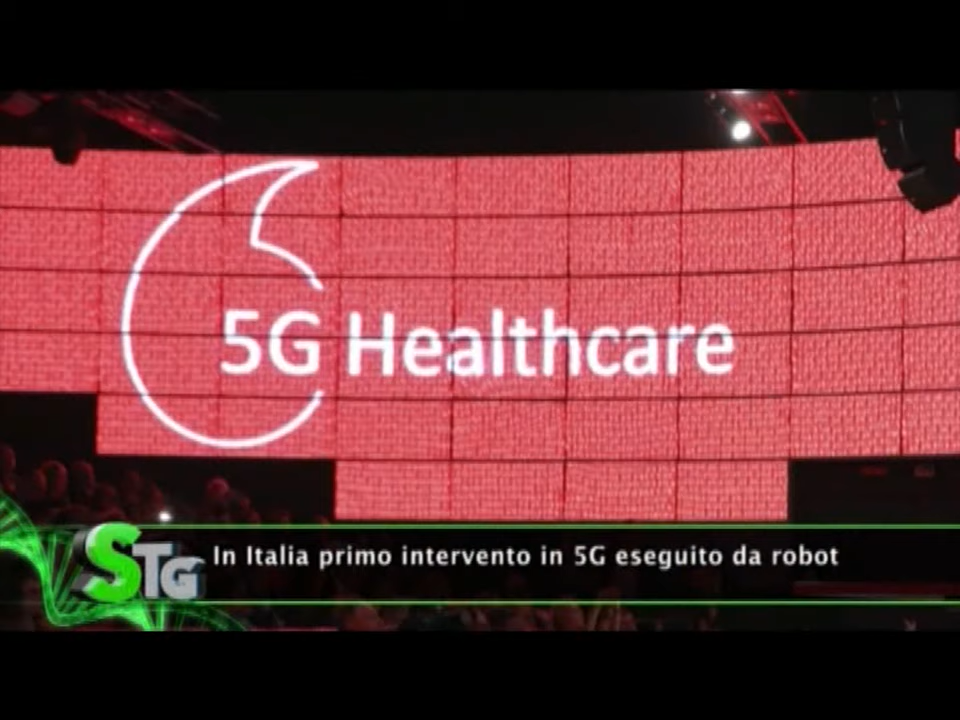 5G Healthcare
In Italia primo intervento in 5G eseguito da robot
STG